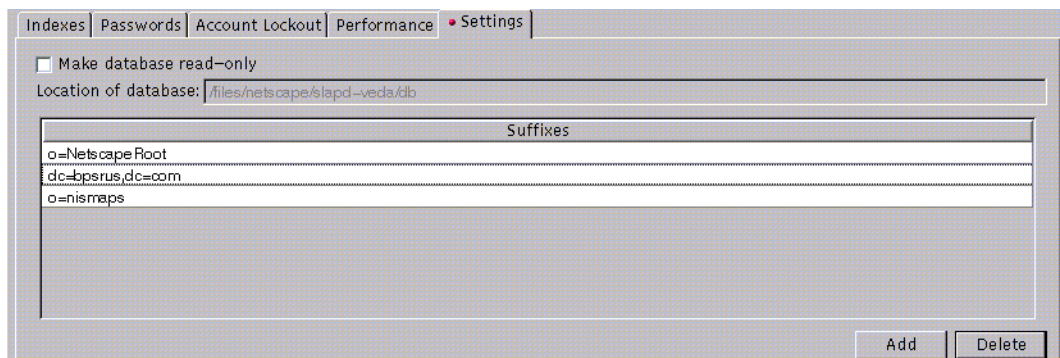 Indexes Passwords Account Lockout Performance Settings
Make database read-only
Location of database: /files/netscape/slapd-veda/db
Suffixes
o=NetscapeRoot
dc=bpsrus,dc=com
o=nismaps
Add Delete